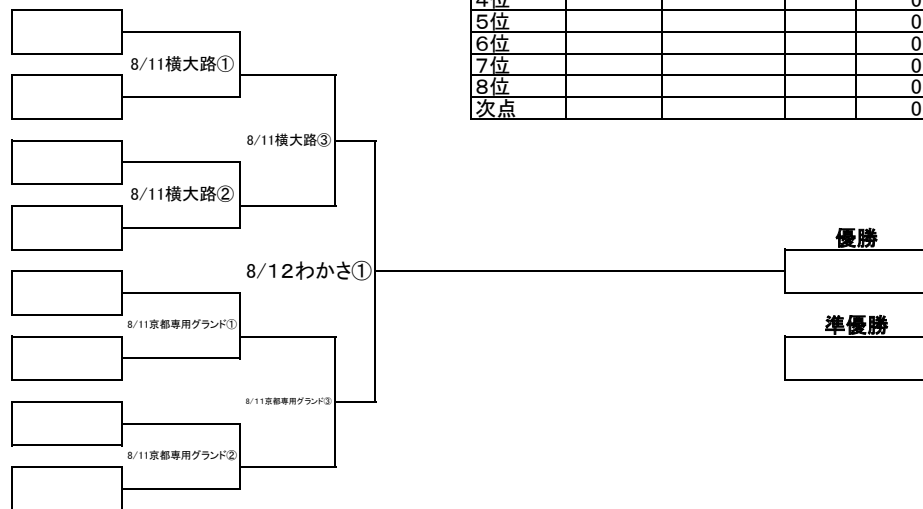 4位 0
5位 0
6位 0
7位 0
8位 0
次点 0
8/11横大路①
8/11横大路③
8/11横大路②
優勝
8/12わかさ①
8/11京都専用グランド①
準優勝
8/11京都専用グランド③
8/11京都専用グランド②